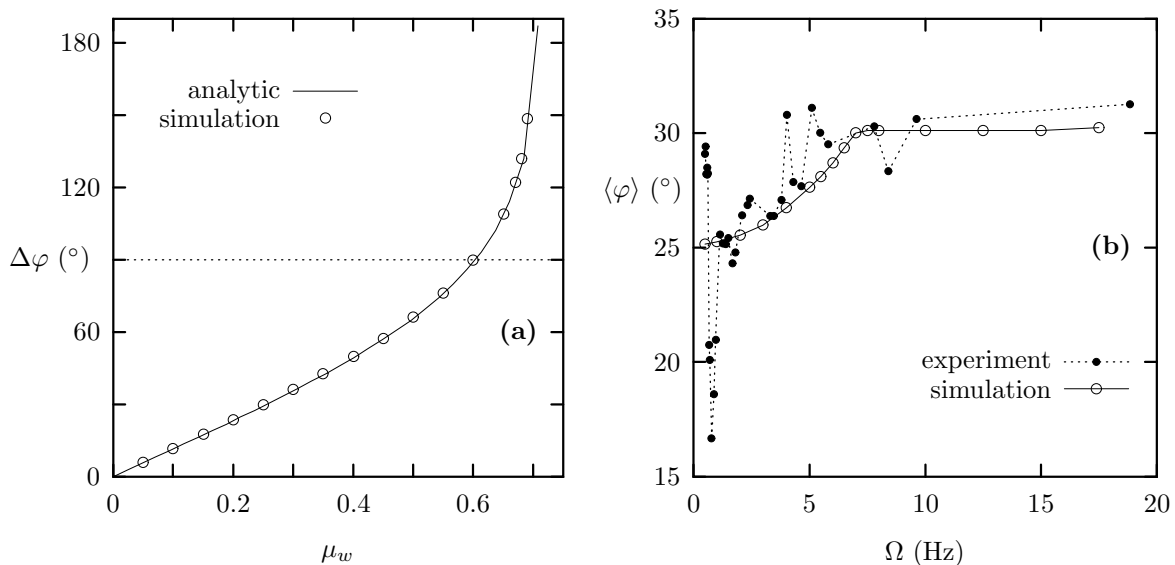 180
120
Δφ (°)
60
0
0
0.2
0.4
0.6
μ_w
analytic
simulation
(a)
35
30
⟨φ⟩ (°)
25
20
15
0
5
10
15
20
Ω (Hz)
(b)
experiment
simulation